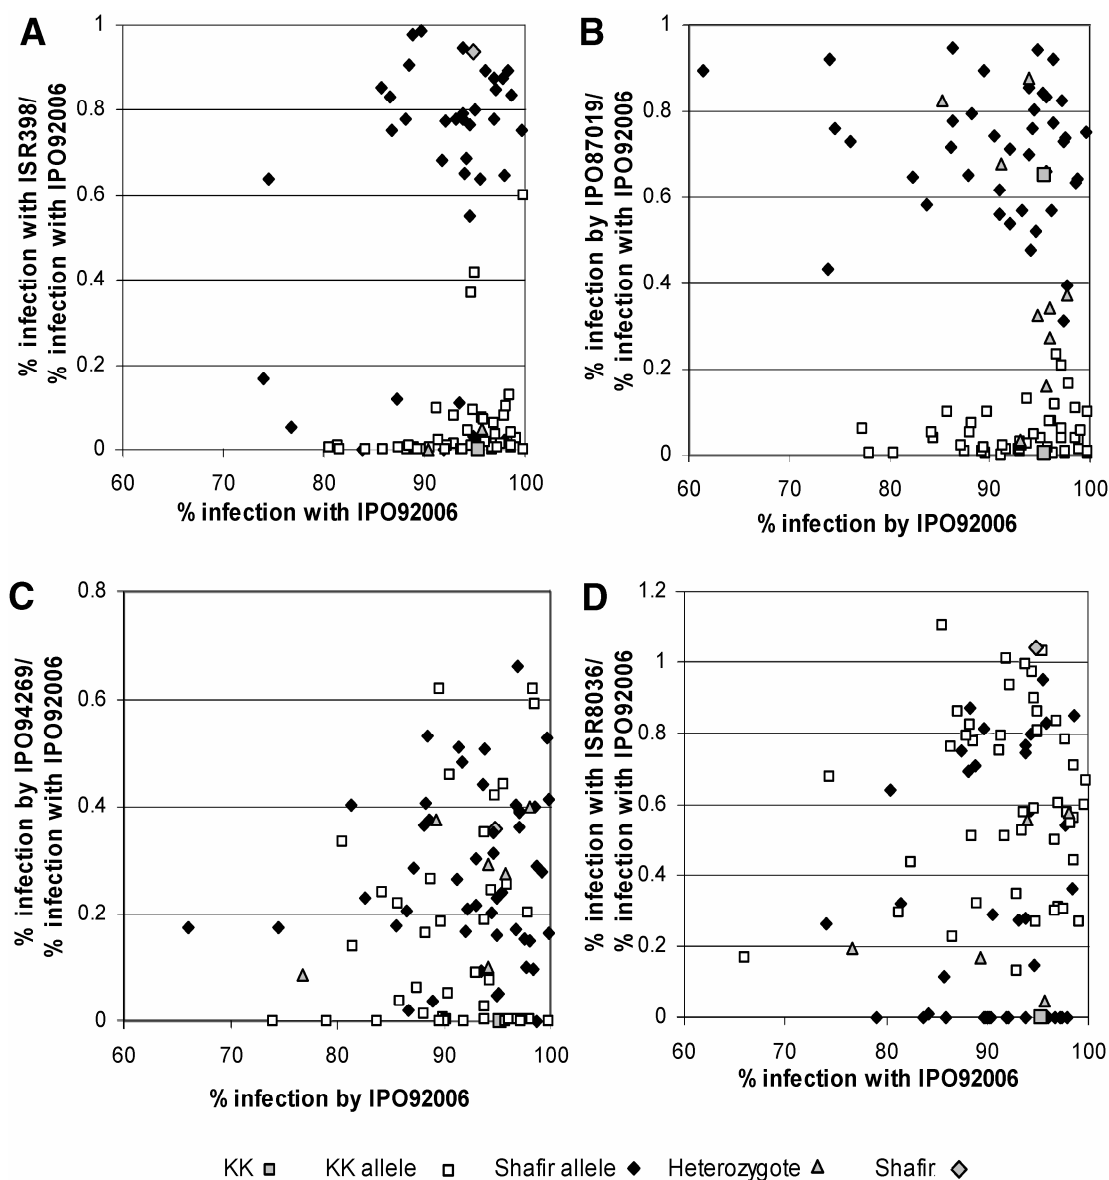 A
% infection with ISR398/
% infection with IPO92006
1
0.8
0.6
0.4
0.2
0
60 70 80 90 100
% infection with IPO92006
B
% infection by IPO87019/
% infection with IPO92006
1
0.8
0.6
0.4
0.2
0
60 70 80 90 100
% infection by IPO92006
C
% infection by IPO94269/
% infection with IPO92006
0.8
0.6
0.4
0.2
0
60 70 80 90 100
% infection by IPO92006
D
% infection with ISR8036/
% infection with IPO92006
1.2
1
0.8
0.6
0.4
0.2
0
60 70 80 90 100
% infection with IPO92006
KK KK allele Shafir allele Heterozygote Shafir